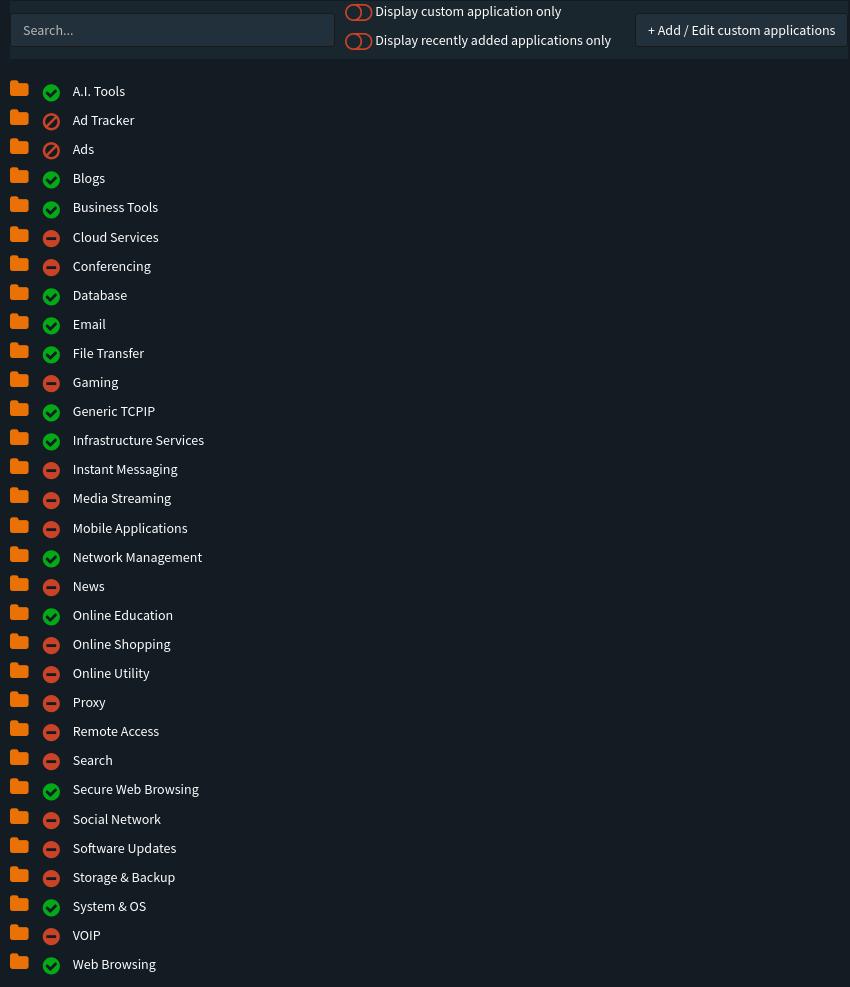 Search...
Display custom application only
Display recently added applications only
+ Add / Edit custom applications
A.I. Tools
Ad Tracker
Ads
Blogs
Business Tools
Cloud Services
Conferencing
Database
Email
File Transfer
Gaming
Generic TCPIP
Infrastructure Services
Instant Messaging
Media Streaming
Mobile Applications
Network Management
News
Online Education
Online Shopping
Online Utility
Proxy
Remote Access
Search
Secure Web Browsing
Social Network
Software Updates
Storage & Backup
System & OS
VOIP
Web Browsing